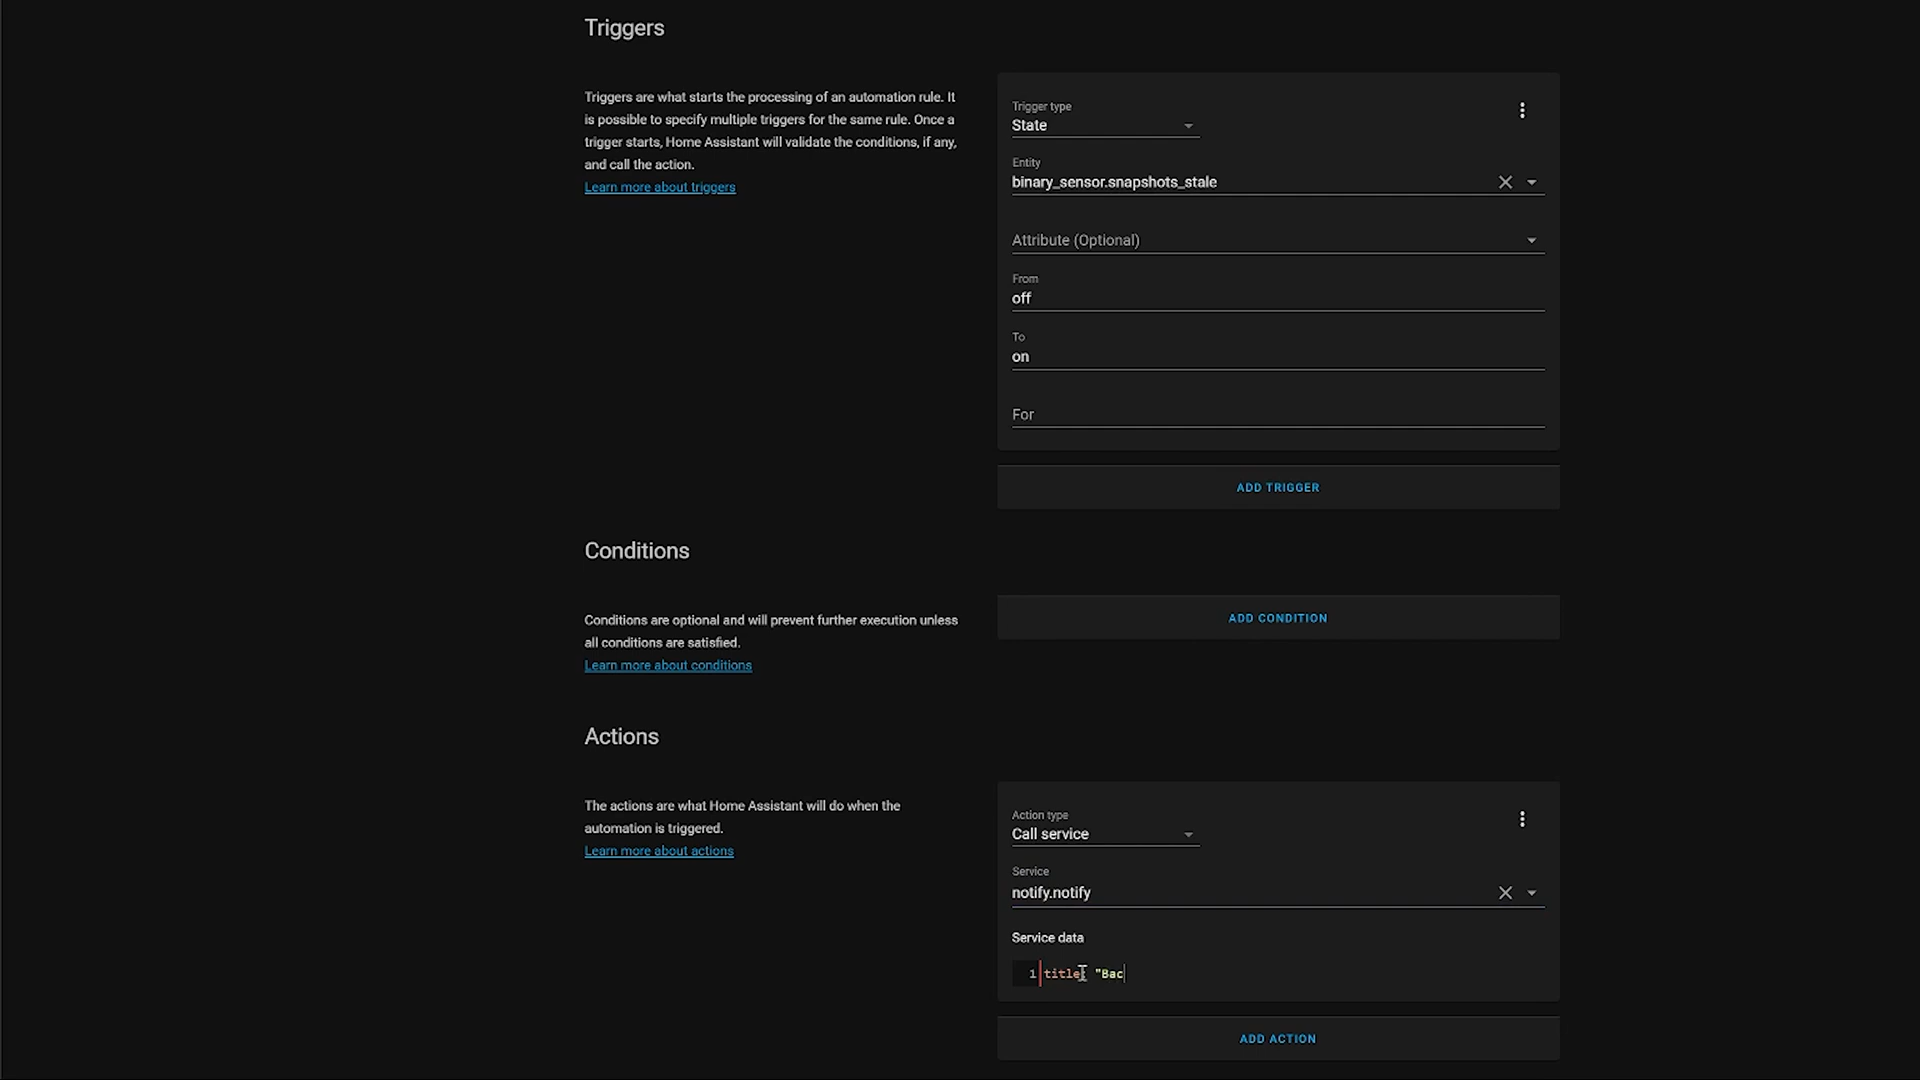 Triggers
Triggers are what starts the processing of an automation rule. It
is possible to specify multiple triggers for the same rule. Once a
trigger starts, Home Assistant will validate the conditions, if any,
and call the action.
Learn more about triggers
Trigger type
State
Entity
binary_sensor.snapshots_stale
Attribute (Optional)
From
off
To
on
For
ADD TRIGGER
Conditions
Conditions are optional and will prevent further execution unless
all conditions are satisfied.
Learn more about conditions
ADD CONDITION
Actions
The actions are what Home Assistant will do when the
automation is triggered.
Learn more about actions
Action type
Call service
Service
notify.notify
Service data
1 title: "Bac
ADD ACTION